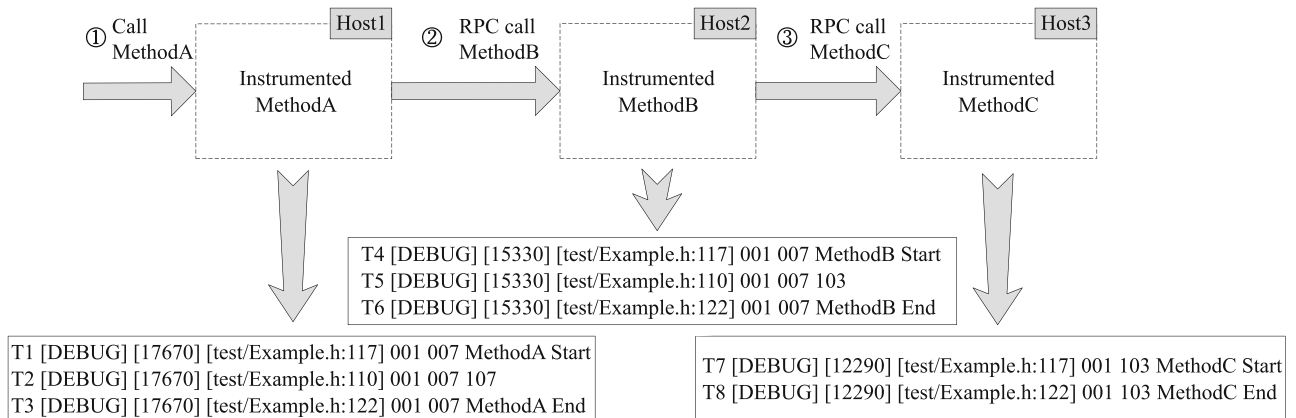 ① Call
MethodA
Host1
Instrumented
MethodA
② RPC call
MethodB
Host2
Instrumented
MethodB
③ RPC call
MethodC
Host3
Instrumented
MethodC
T4 [DEBUG] [15330] [test/Example.h:117] 001 007 MethodB Start
T5 [DEBUG] [15330] [test/Example.h:110] 001 007 103
T6 [DEBUG] [15330] [test/Example.h:122] 001 007 MethodB End
T1 [DEBUG] [17670] [test/Example.h:117] 001 007 MethodA Start
T2 [DEBUG] [17670] [test/Example.h:110] 001 007 107
T3 [DEBUG] [17670] [test/Example.h:122] 001 007 MethodA End
T7 [DEBUG] [12290] [test/Example.h:117] 001 103 MethodC Start
T8 [DEBUG] [12290] [test/Example.h:122] 001 103 MethodC End